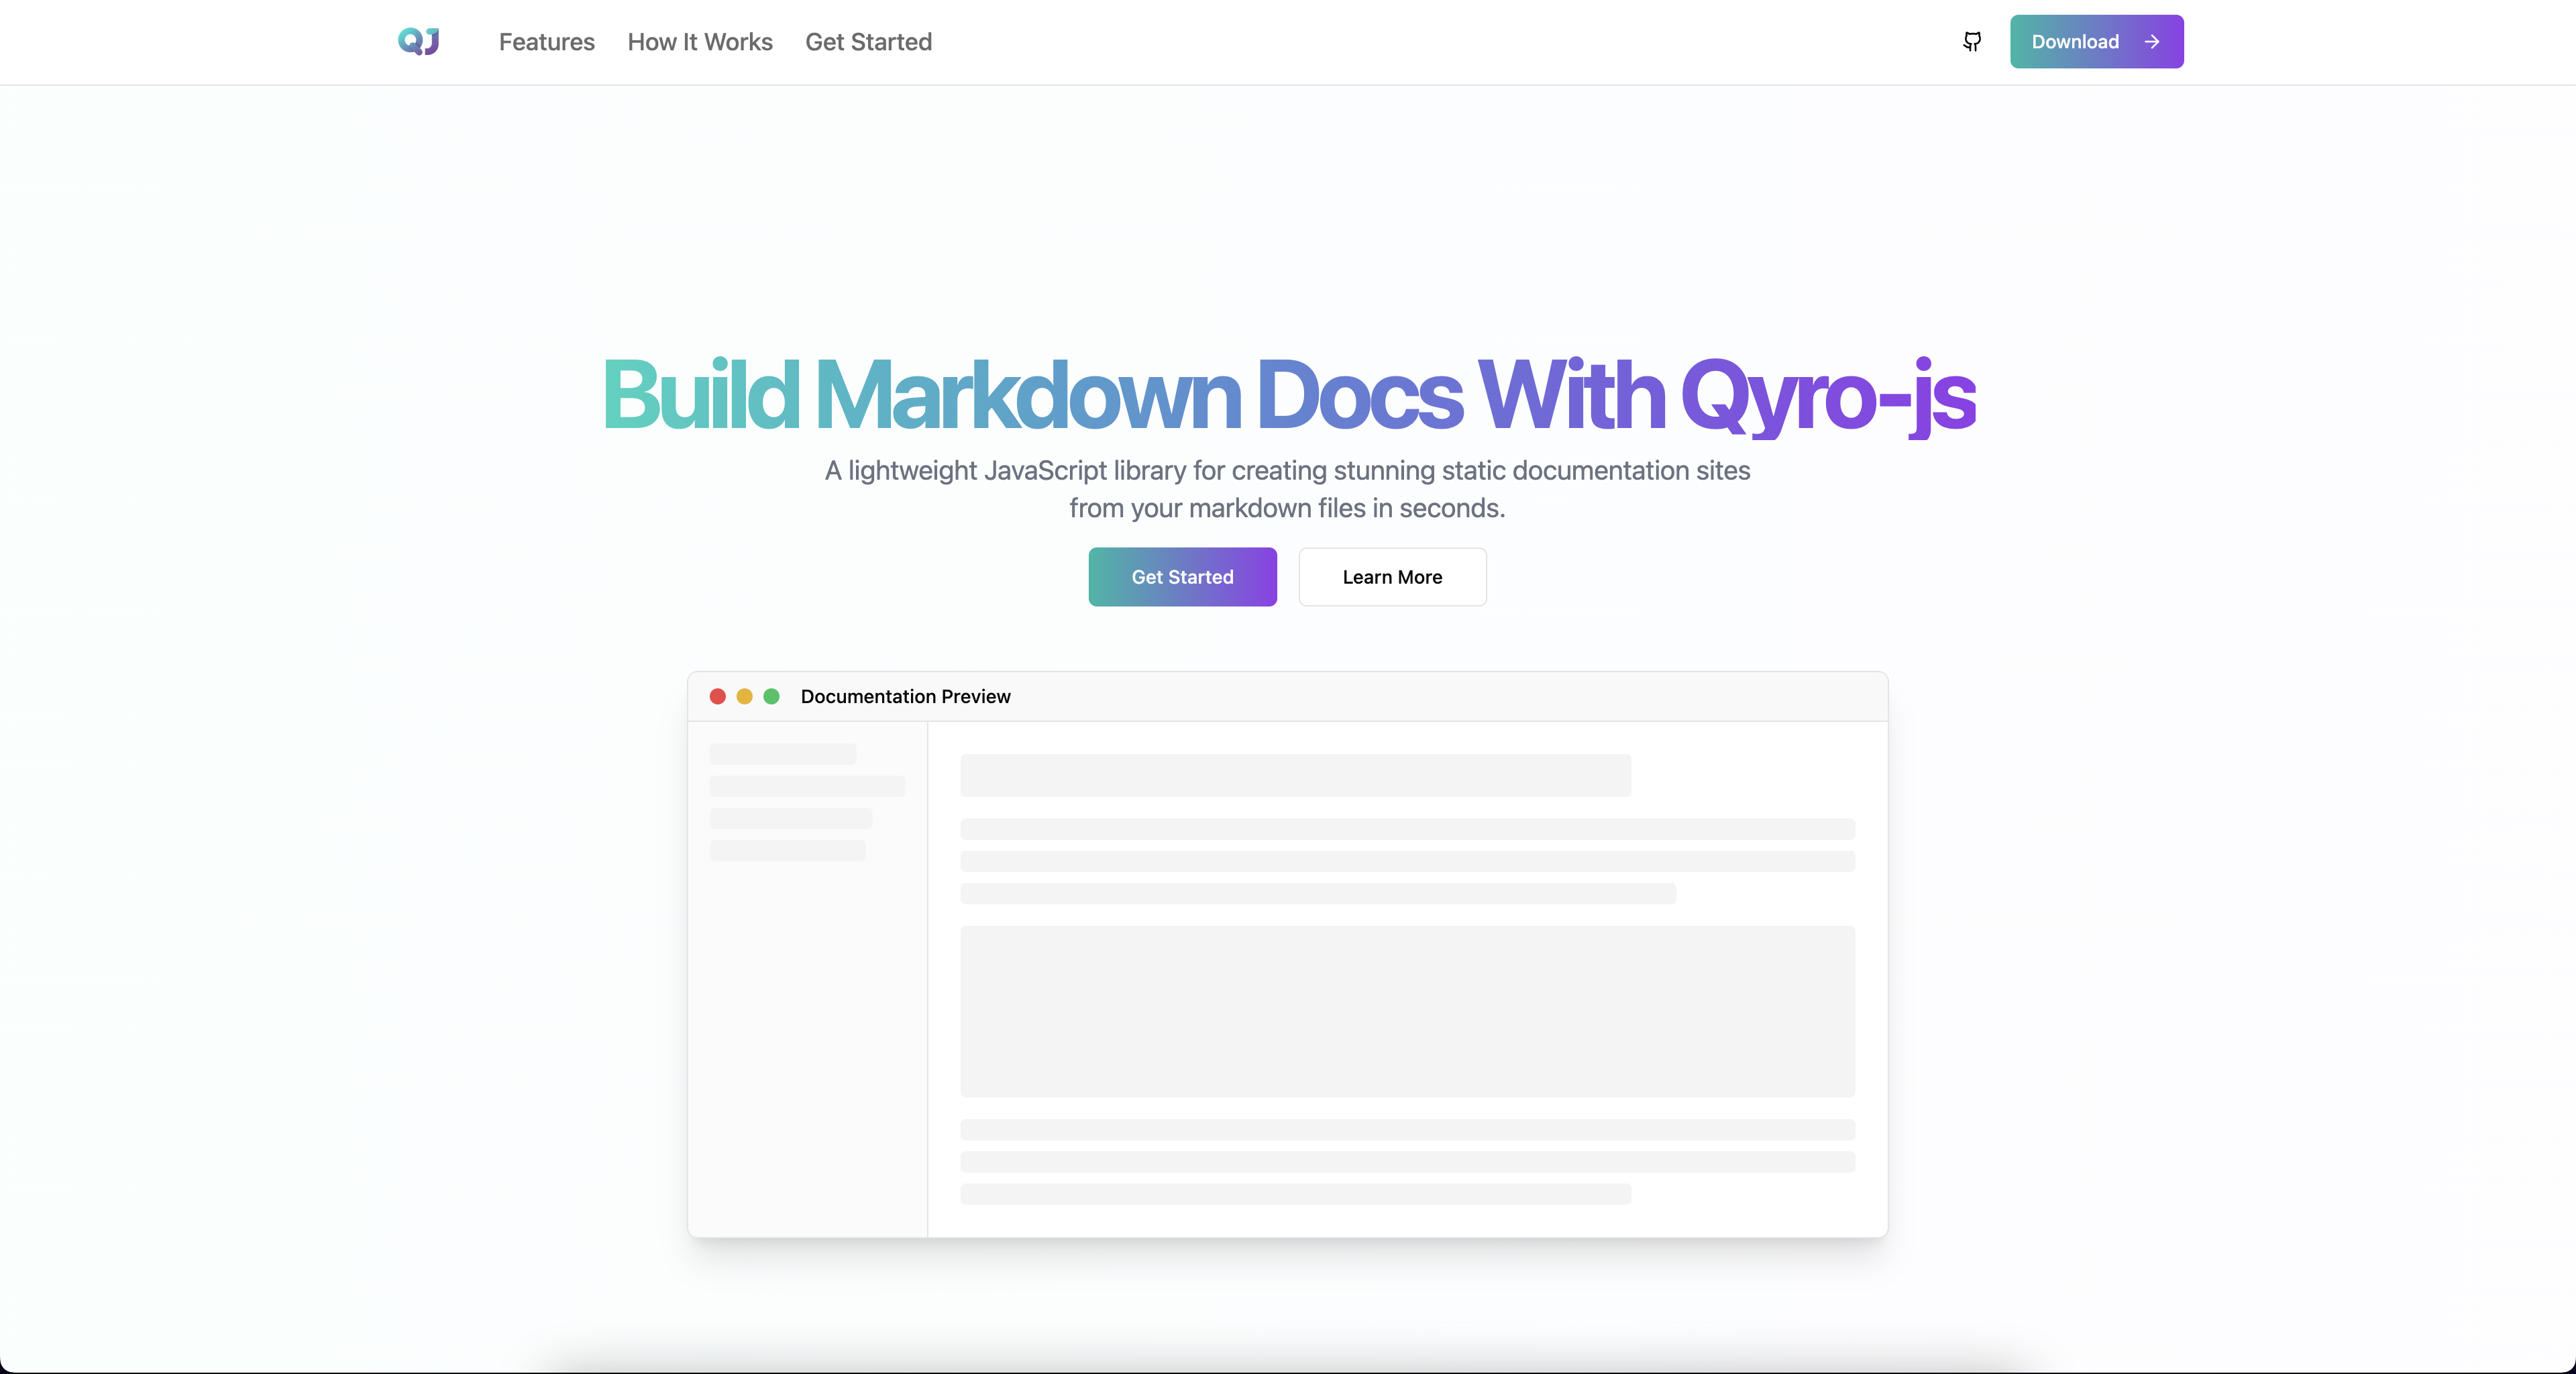 QJ
Features
How It Works
Get Started
Download
Build Markdown Docs With Qyro-js
A lightweight JavaScript library for creating stunning static documentation sites
from your markdown files in seconds.
Get Started
Learn More
Documentation Preview